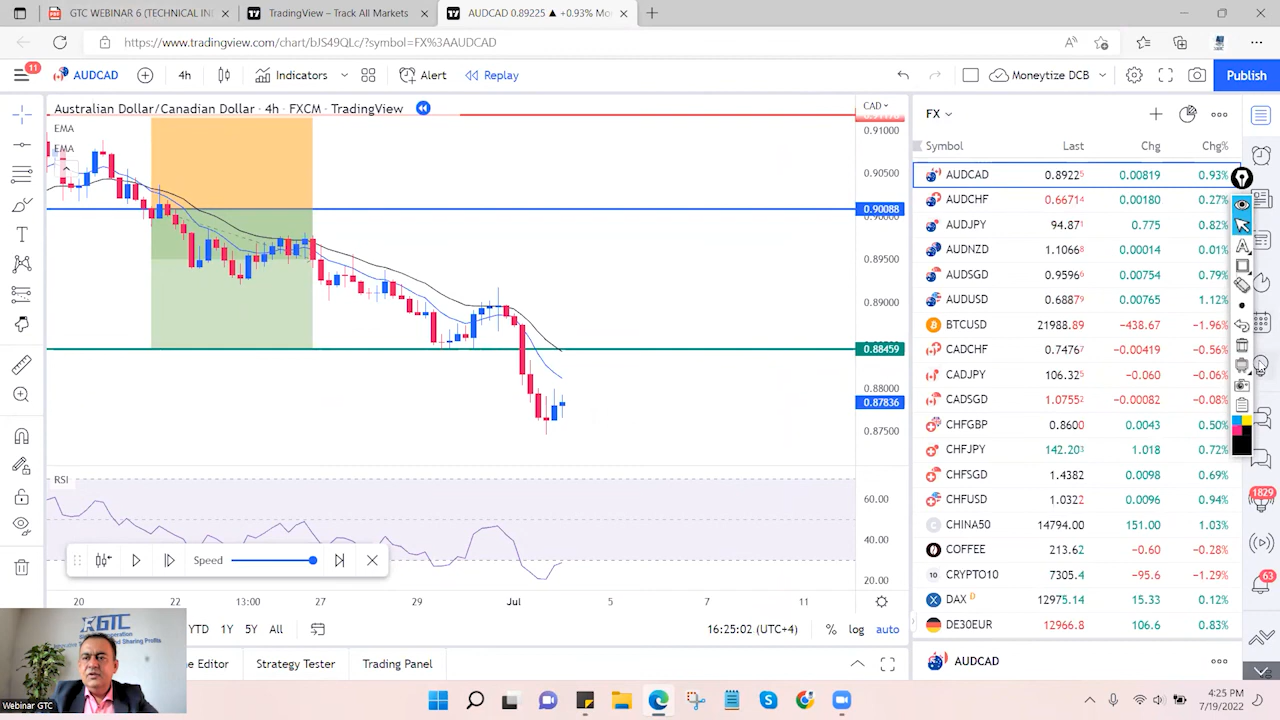 GTC WEBINAR 6 (TECHNICAL IN
TradingView – Track All Markets
AUDCAD 0.89225 ▲ +0.93% Mo
https://www.tradingview.com/chart/bJS49QLc/?symbol=FX%3AAUDCAD
11
AUDCAD
4h
Indicators
Alert
Replay
Moneytize DCB
Publish
Australian Dollar/Canadian Dollar · 4h · FXCM · TradingView
EMA
EMA
CAD
0.91000
0.90500
0.90088
0.90000
0.89500
0.89000
0.88459
0.88000
0.87836
0.87500
RSI
60.00
40.00
20.00
Speed
20
22
13:00
27
29
Jul
5
7
11
YTD
1Y
5Y
All
16:25:02 (UTC+4)
%
log
auto
Strategy Tester
Trading Panel
FX
Symbol Last Chg Chg%
AUDCAD 0.89225 0.00819 0.93%
AUDCHF 0.66714 0.00180 0.27%
AUDJPY 94.871 0.775 0.82%
AUDNZD 1.10668 0.00014 0.01%
AUDSGD 0.95966 0.00754 0.79%
AUDUSD 0.68879 0.00765 1.12%
BTCUSD 21988.89 −438.67 −1.96%
CADCHF 0.74767 −0.00419 −0.56%
CADJPY 106.325 −0.060 −0.06%
CADSGD 1.07552 −0.00082 −0.08%
CHFGBP 0.8600 0.0043 0.50%
CHFJPY 142.203 1.018 0.72%
CHFSGD 1.4382 0.0098 0.69%
CHFUSD 1.0322 0.0096 0.94%
CHINA50 14794.00 151.00 1.03%
COFFEE 213.62 −0.60 −0.28%
CRYPTO10 7305.4 −95.6 −1.29%
DAX D 12975.14 15.33 0.12%
DE30EUR 12966.8 106.6 0.83%
AUDCAD
1829
63
GTC
Sharing Profits
Webinar GTC
4:25 PM
7/19/2022